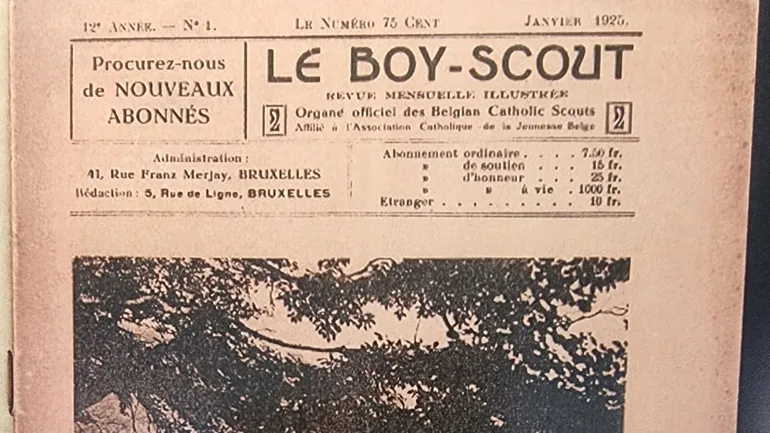 12e ANNÉE. — N° 1.
LE NUMÉRO 75 CENT
JANVIER 1925.
Procurez-nous
de NOUVEAUX
ABONNÉS
LE BOY-SCOUT
REVUE MENSUELLE ILLUSTRÉE
2 Organe officiel des Belgian Catholic Scouts 2
Affilié à l'Association Catholique de la Jeunesse Belge
Administration :
41, Rue Franz Merjay, BRUXELLES
Rédaction : 5, Rue de Ligne, BRUXELLES
Abonnement ordinaire . . . . 7.50 fr.
» de soutien . . . 15 fr.
» d'honneur . . . 25 fr.
» » à vie . 1000 fr.
Etranger . . . . . . . . . 10 fr.